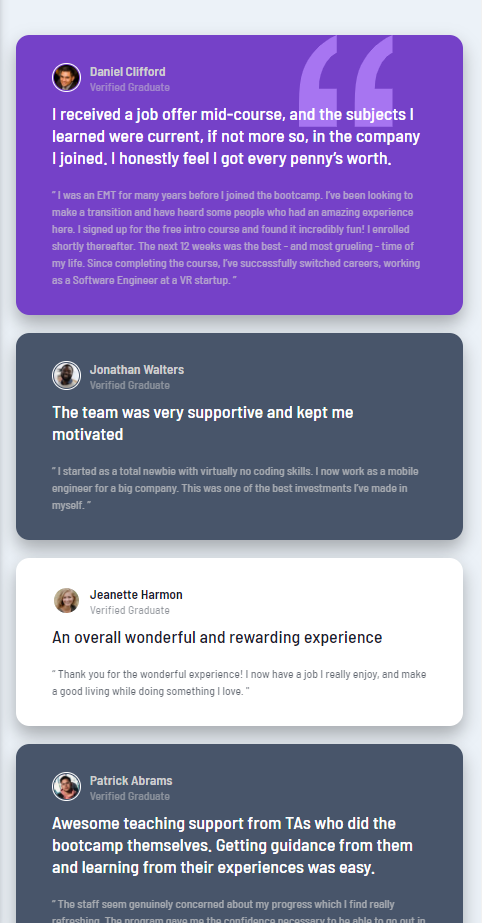 Daniel Clifford
Verified Graduate
I received a job offer mid-course, and the subjects I
learned were current, if not more so, in the company
I joined. I honestly feel I got every penny’s worth.
“ I was an EMT for many years before I joined the bootcamp. I’ve been looking to
make a transition and have heard some people who had an amazing experience
here. I signed up for the free intro course and found it incredibly fun! I enrolled
shortly thereafter. The next 12 weeks was the best - and most grueling - time of
my life. Since completing the course, I’ve successfully switched careers, working
as a Software Engineer at a VR startup. ”
Jonathan Walters
Verified Graduate
The team was very supportive and kept me
motivated
“ I started as a total newbie with virtually no coding skills. I now work as a mobile
engineer for a big company. This was one of the best investments I’ve made in
myself. ”
Jeanette Harmon
Verified Graduate
An overall wonderful and rewarding experience
“ Thank you for the wonderful experience! I now have a job I really enjoy, and make
a good living while doing something I love. ”
Patrick Abrams
Verified Graduate
Awesome teaching support from TAs who did the
bootcamp themselves. Getting guidance from them
and learning from their experiences was easy.
“ The staff seem genuinely concerned about my progress which I find really
refreshing. The program gave me the confidence necessary to be able to go out in